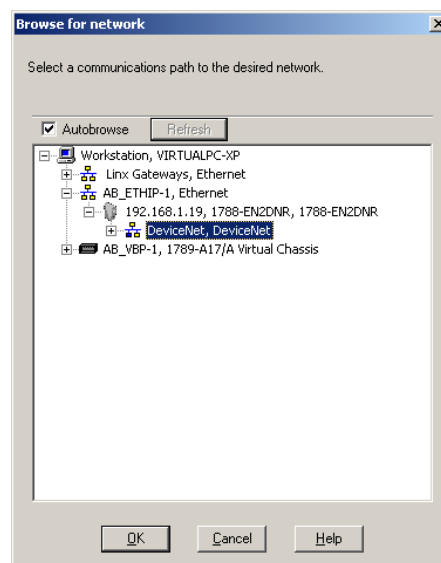 Browse for network
Select a communications path to the desired network.
Autobrowse
Refresh
Workstation, VIRTUALPC-XP
Linx Gateways, Ethernet
AB_ETHIP-1, Ethernet
192.168.1.19, 1788-EN2DNR, 1788-EN2DNR
DeviceNet, DeviceNet
AB_VBP-1, 1789-A17/A Virtual Chassis
OK
Cancel
Help